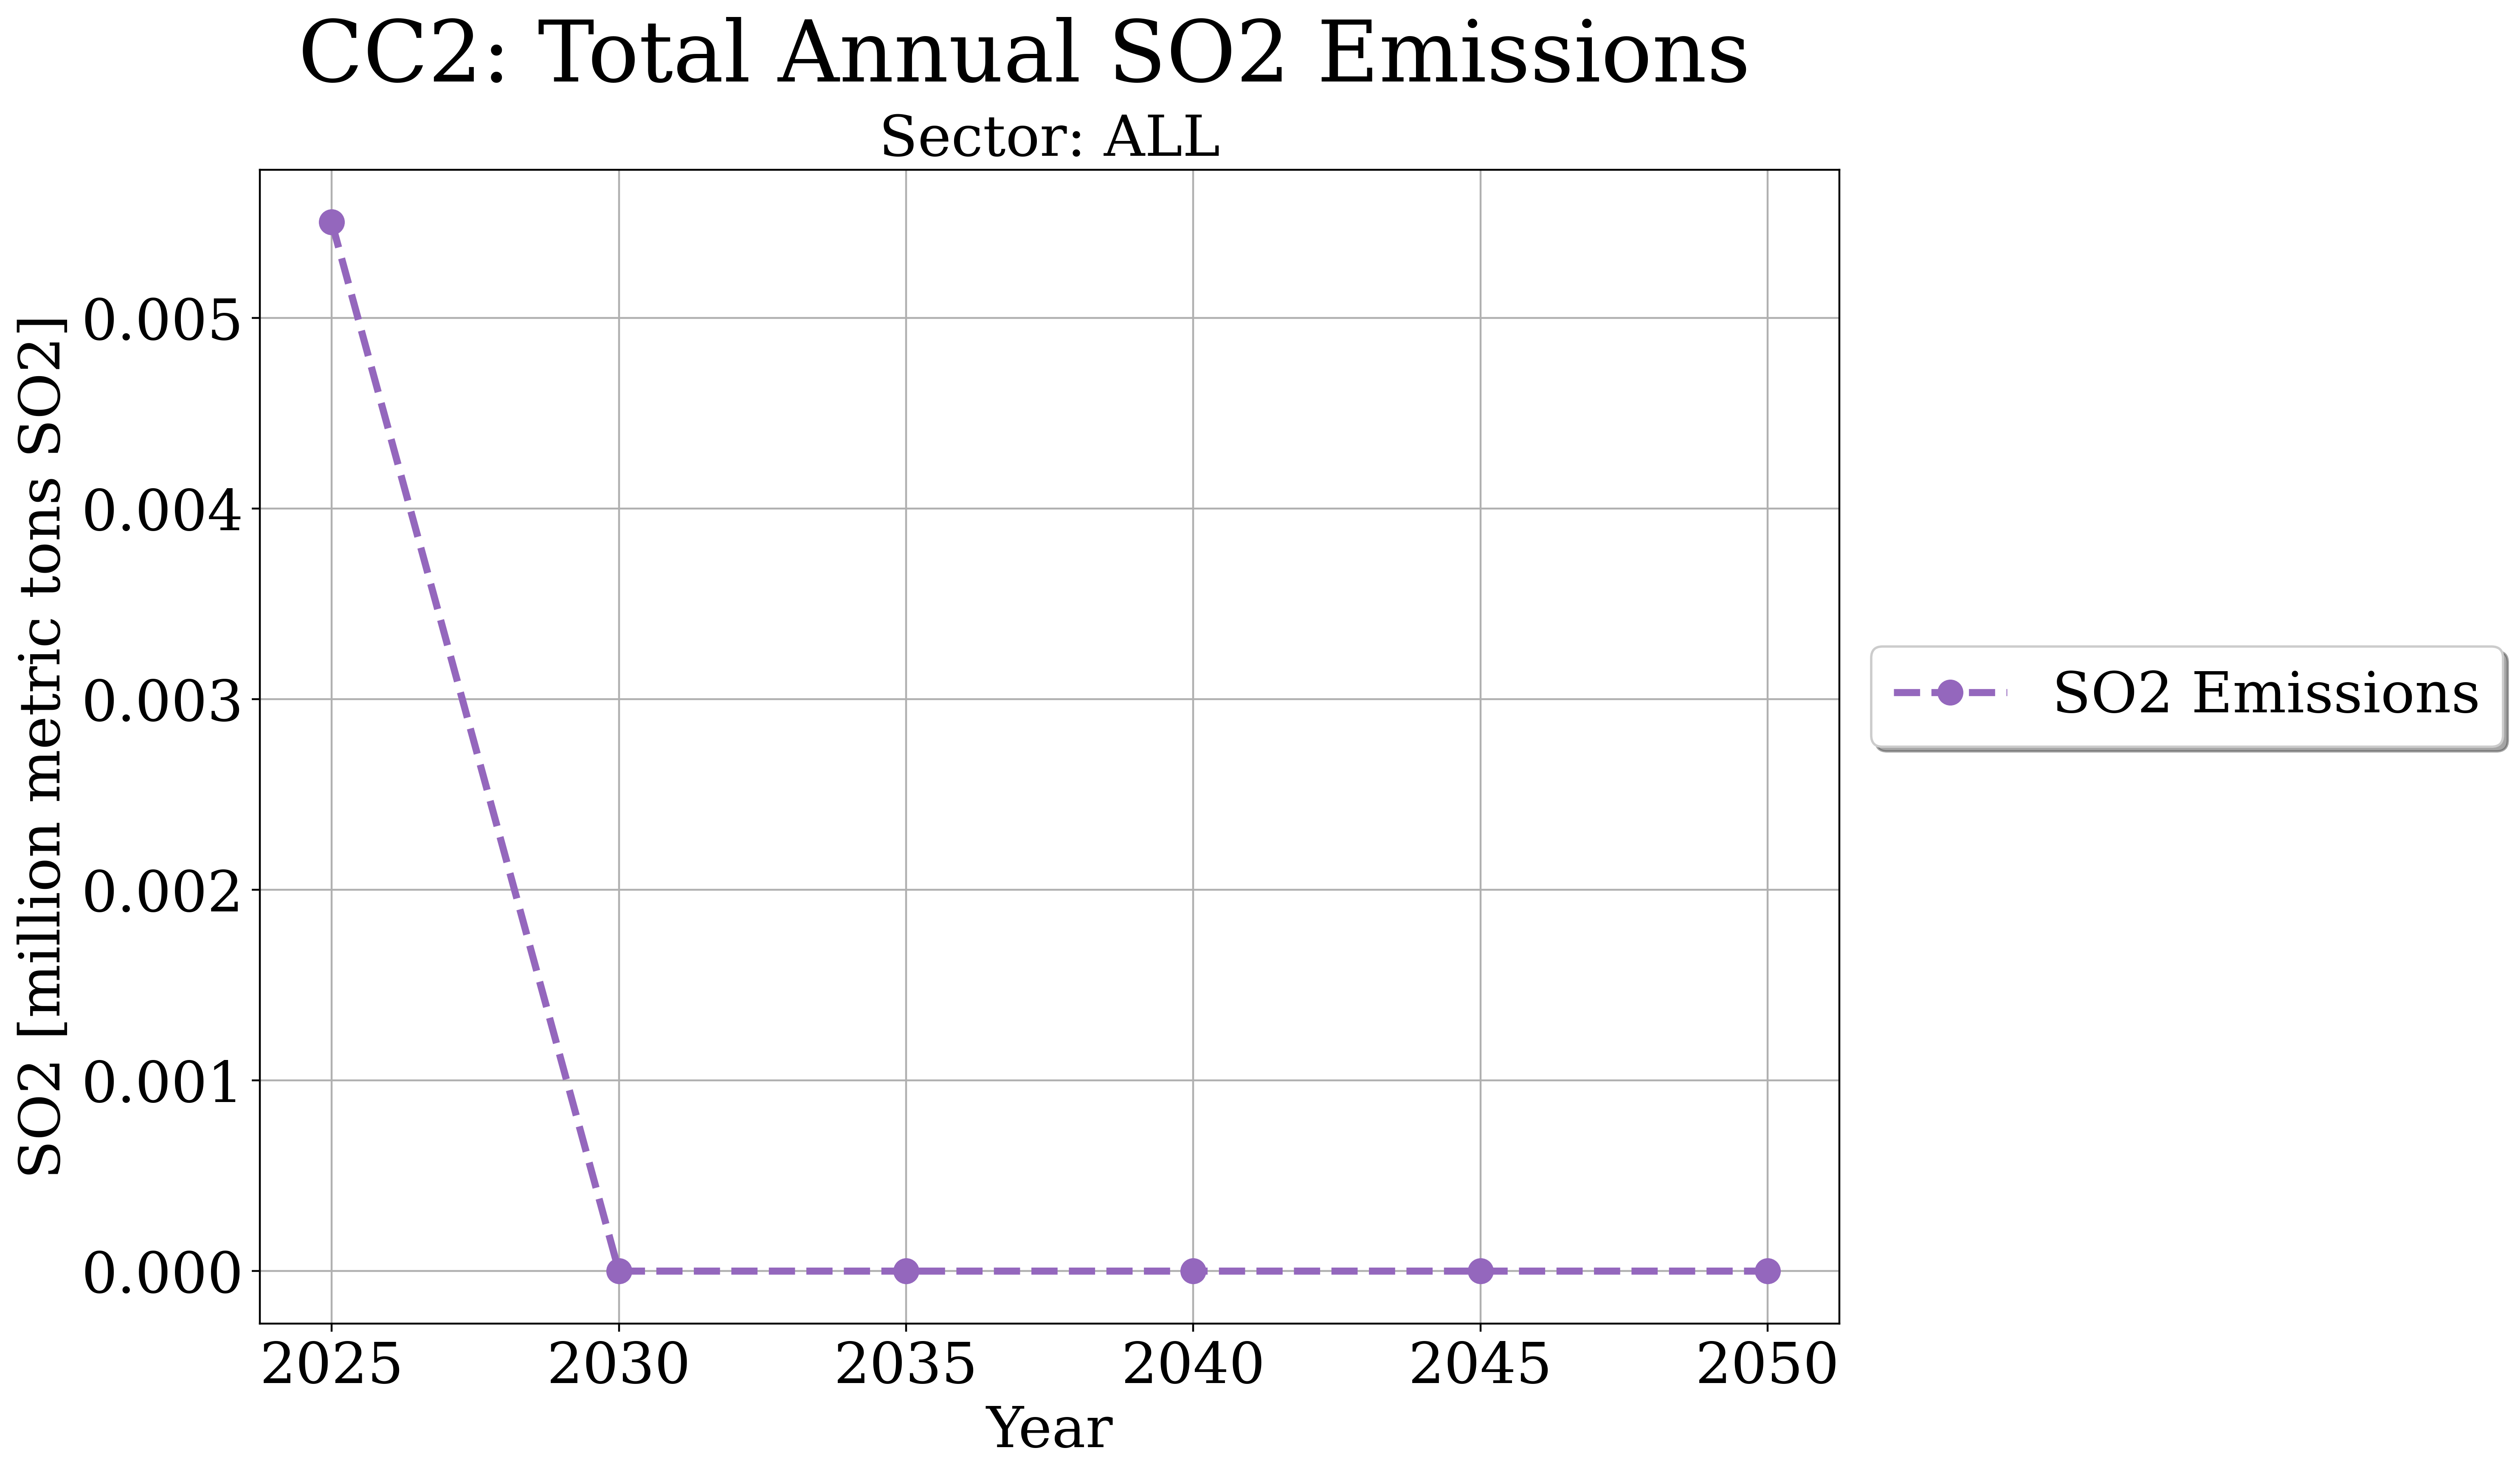 CC2: Total Annual SO2 Emissions
Sector: ALL
SO2 [million metric tons SO2]
0.005
0.004
0.003
0.002
0.001
0.000
2025 2030 2035 2040 2045 2050
Year
SO2 Emissions